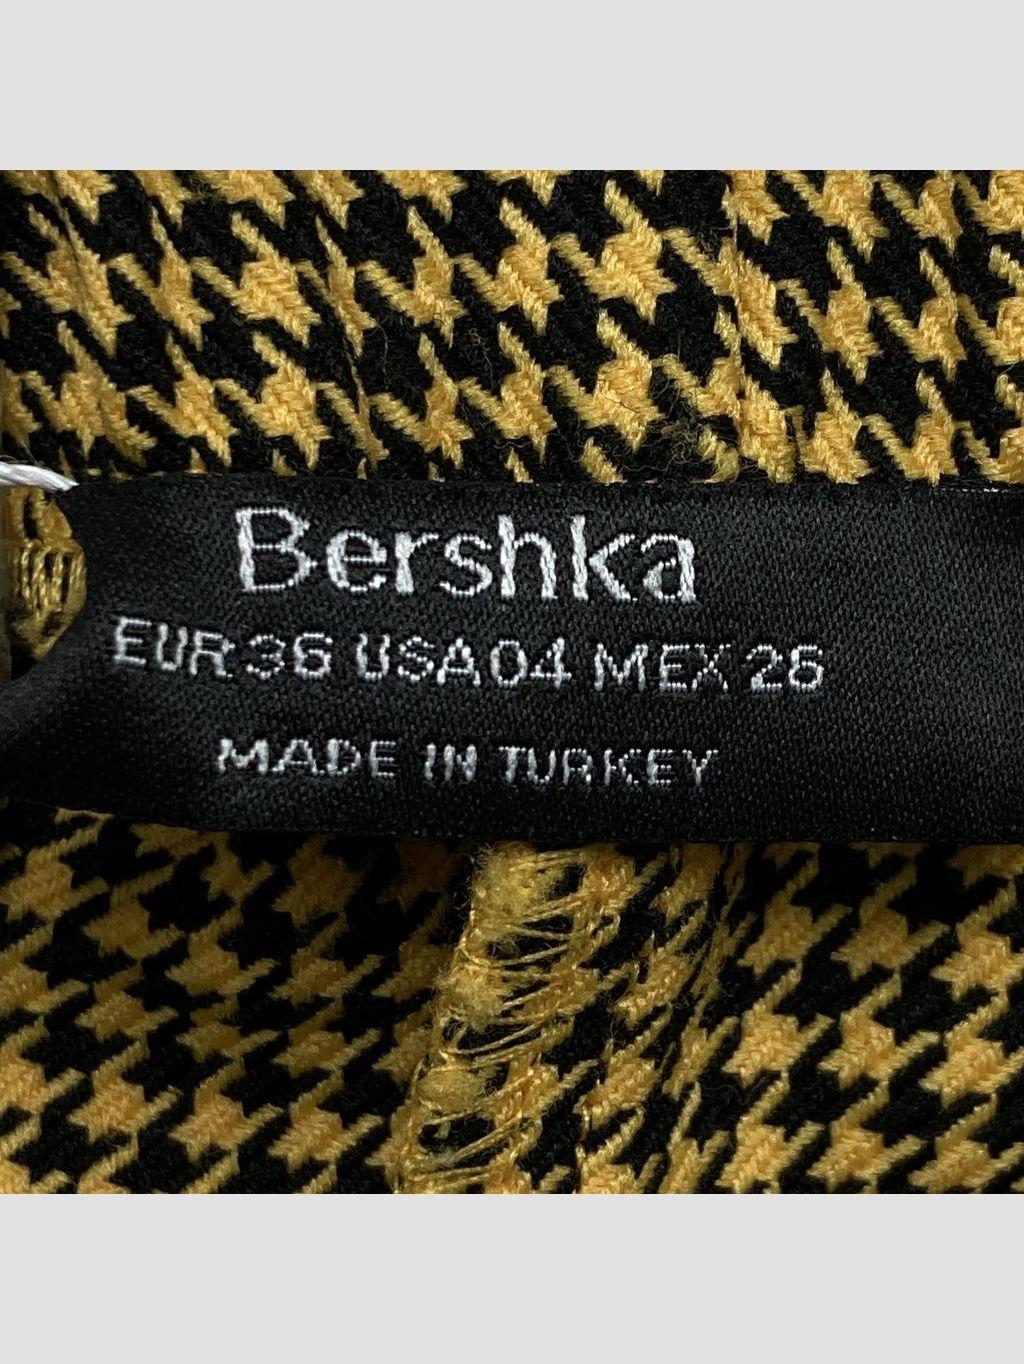 Bershka
EUR 36 USA 04 MEX 26
MADE IN TURKEY